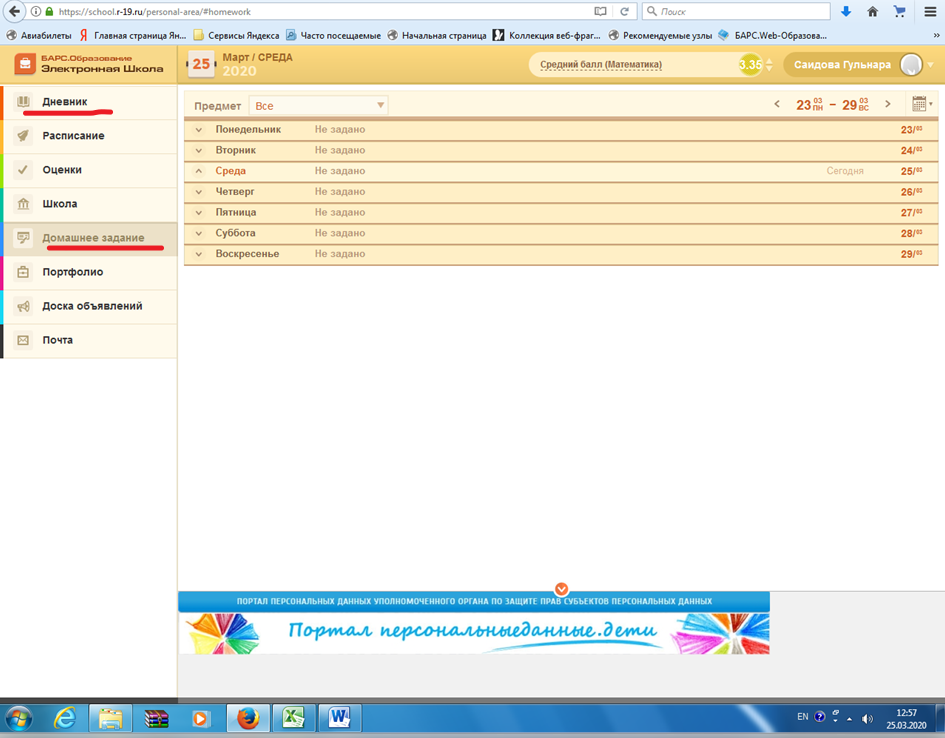 https://school.r-19.ru/personal-area/#homework
Поиск
Авиабилеты Главная страница Ян... Сервисы Яндекса Часто посещаемые Начальная страница Коллекция веб-фраг... Рекомендуемые узлы БАРС.Web-Образова... »
БАРС.Образование
Электронная Школа
25
Март / СРЕДА
2020
Средний балл (Математика) 3.35
Саидова Гульнара
Дневник
Расписание
Оценки
Школа
Домашнее задание
Портфолио
Доска объявлений
Почта
Предмет Все
23 03 ПН – 29 03 ВС
Понедельник Не задано 23/03
Вторник Не задано 24/03
Среда Не задано Сегодня 25/03
Четверг Не задано 26/03
Пятница Не задано 27/03
Суббота Не задано 28/03
Воскресенье Не задано 29/03
ПОРТАЛ ПЕРСОНАЛЬНЫХ ДАННЫХ УПОЛНОМОЧЕННОГО ОРГАНА ПО ЗАЩИТЕ ПРАВ СУБЪЕКТОВ ПЕРСОНАЛЬНЫХ ДАННЫХ
Портал персональныеданные.дети
EN
12:57
25.03.2020